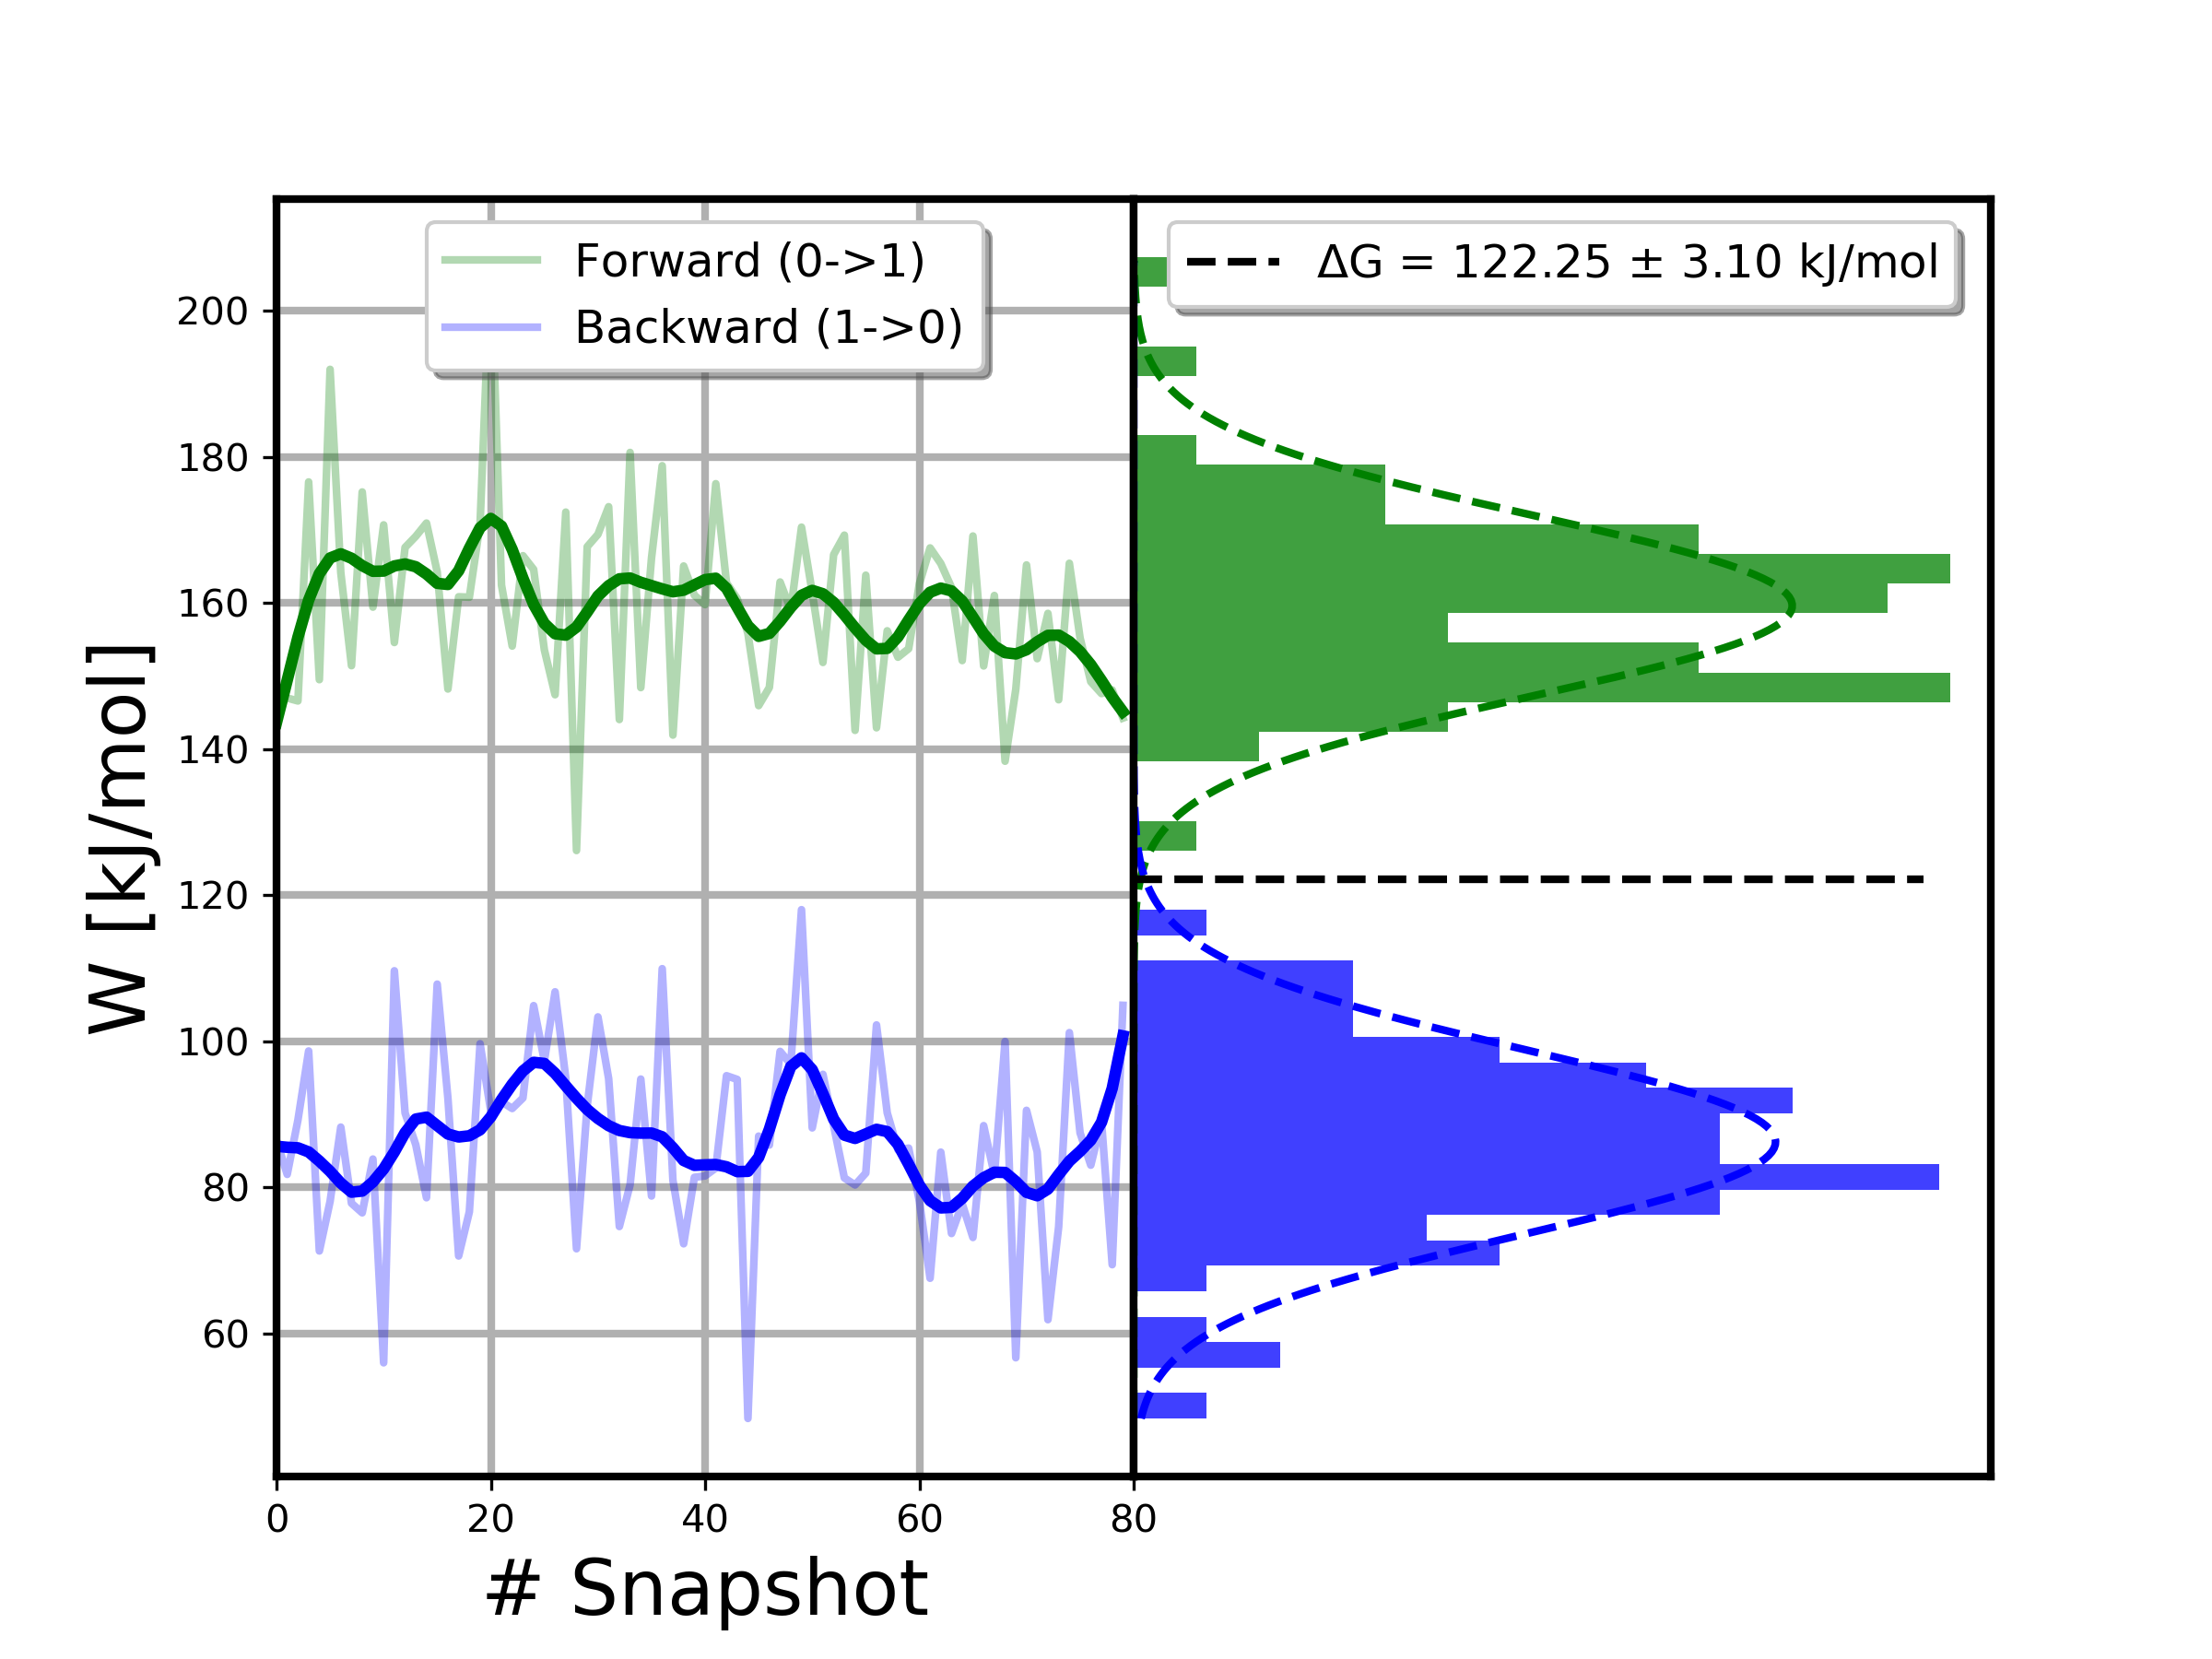 Forward (0->1)
Backward (1->0)
ΔG = 122.25 ± 3.10 kJ/mol
W [kJ/mol]
200
180
160
140
120
100
80
60
0 20 40 60 80
# Snapshot